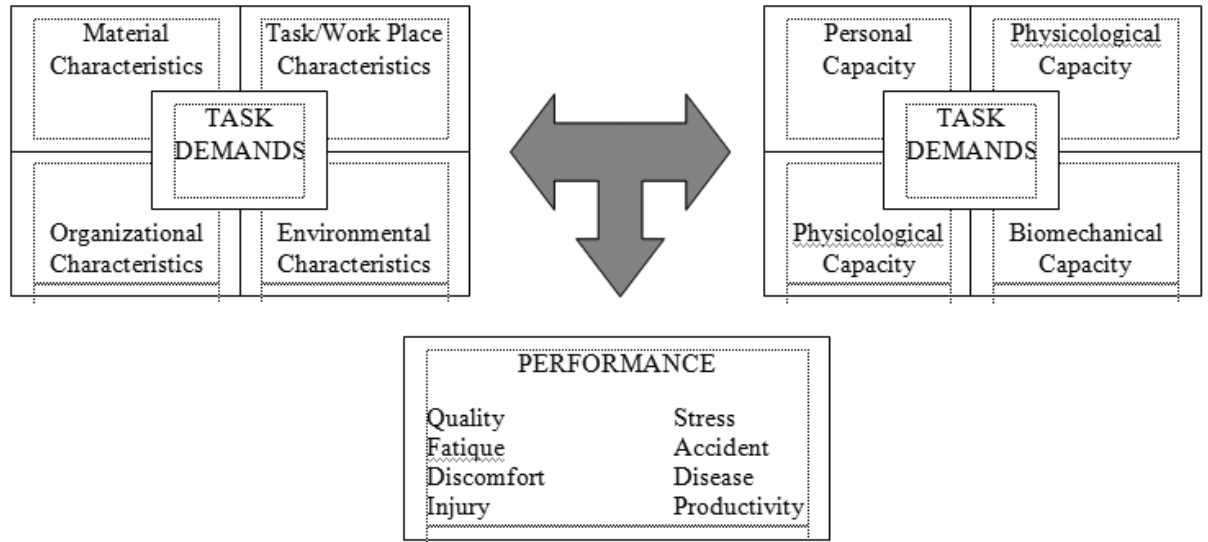 Material
Characteristics
Task/Work Place
Characteristics
TASK
DEMANDS
Organizational
Characteristics
Environmental
Characteristics
Personal
Capacity
Physicological
Capacity
TASK
DEMANDS
Physicological
Capacity
Biomechanical
Capacity
PERFORMANCE
Quality Stress
Fatique Accident
Discomfort Disease
Injury Productivity